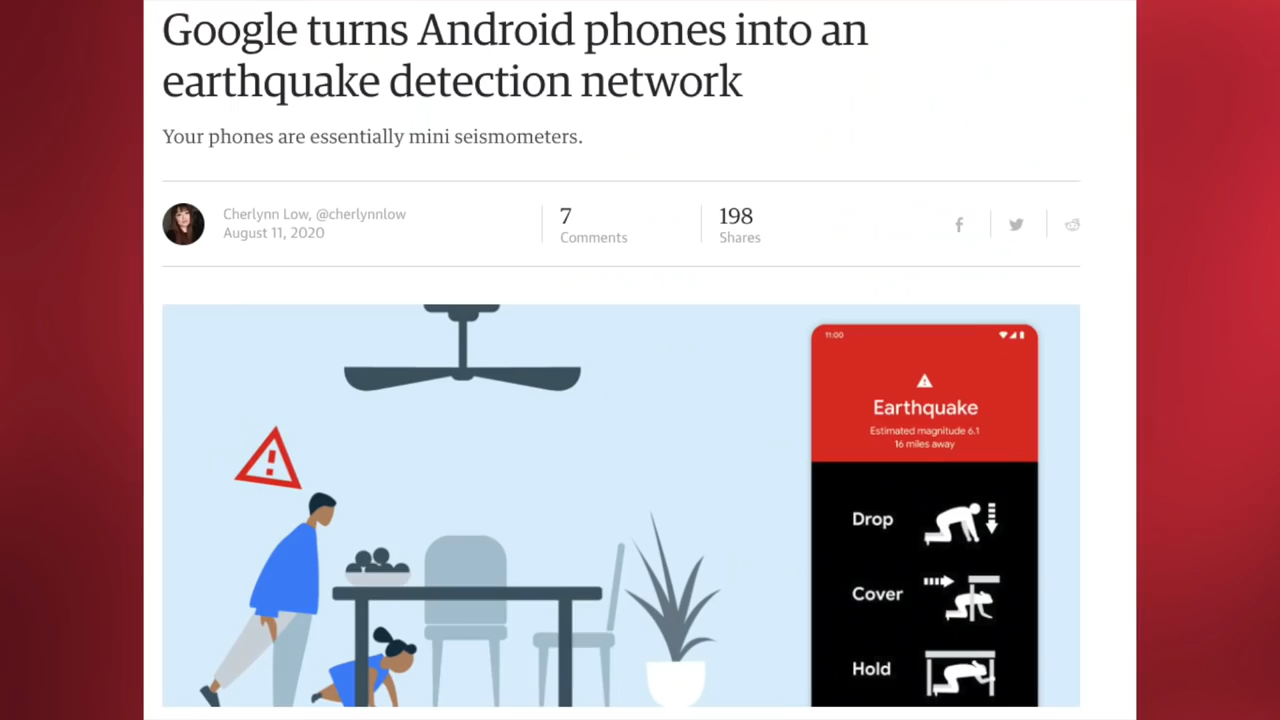 Google turns Android phones into an
earthquake detection network
Your phones are essentially mini seismometers.
Cherlynn Low, @cherlynnlow
August 11, 2020
7
Comments
198
Shares
11:00
Earthquake
Estimated magnitude 6.1
16 miles away
Drop
Cover
Hold